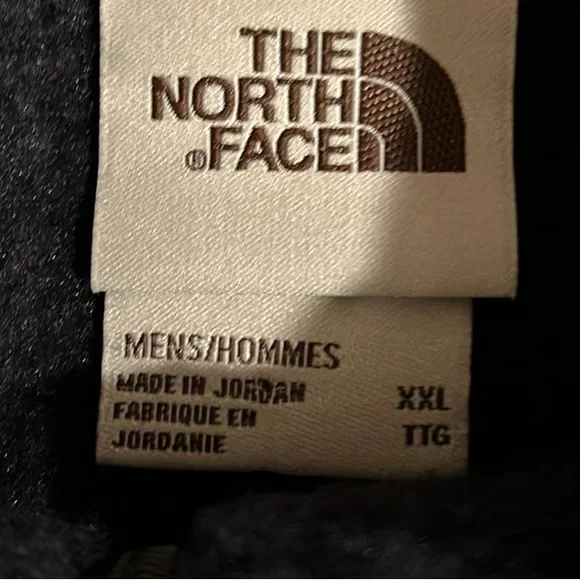 THE
NORTH
®FACE
MENS/HOMMES
MADE IN JORDAN
FABRIQUE EN
JORDANIE
XXL
TTG